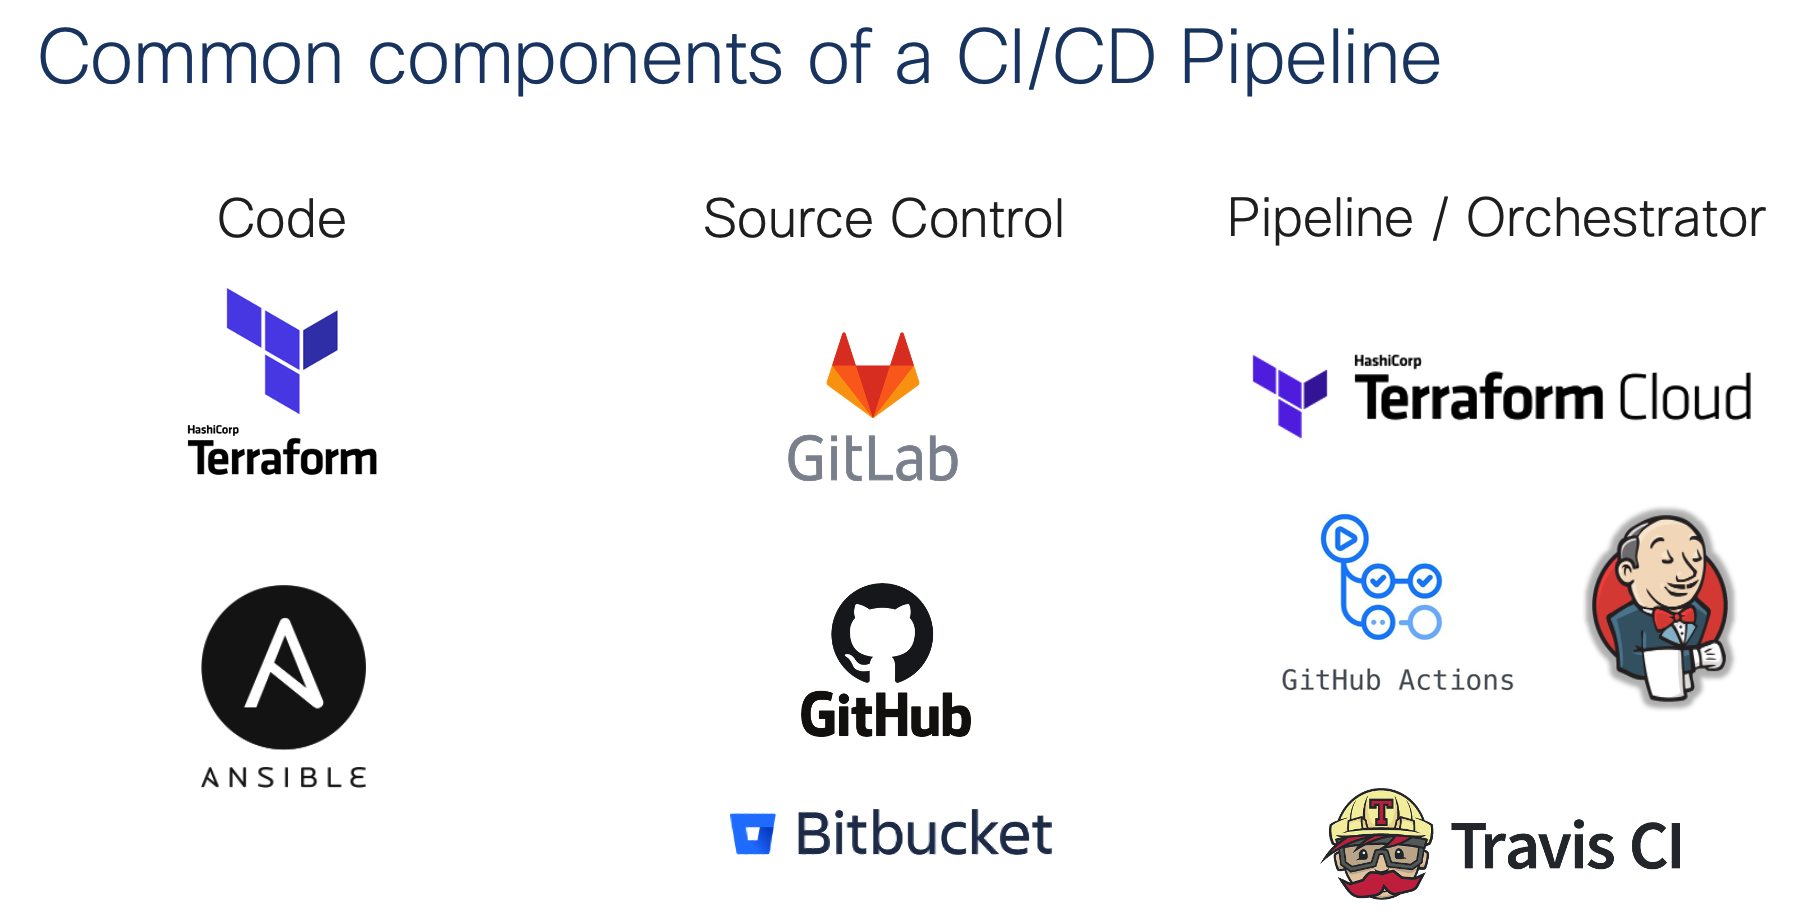 Common components of a CI/CD Pipeline
Code
HashiCorp
Terraform
ANSIBLE
Source Control
GitLab
GitHub
Bitbucket
Pipeline / Orchestrator
HashiCorp
Terraform Cloud
GitHub Actions
T
Travis CI